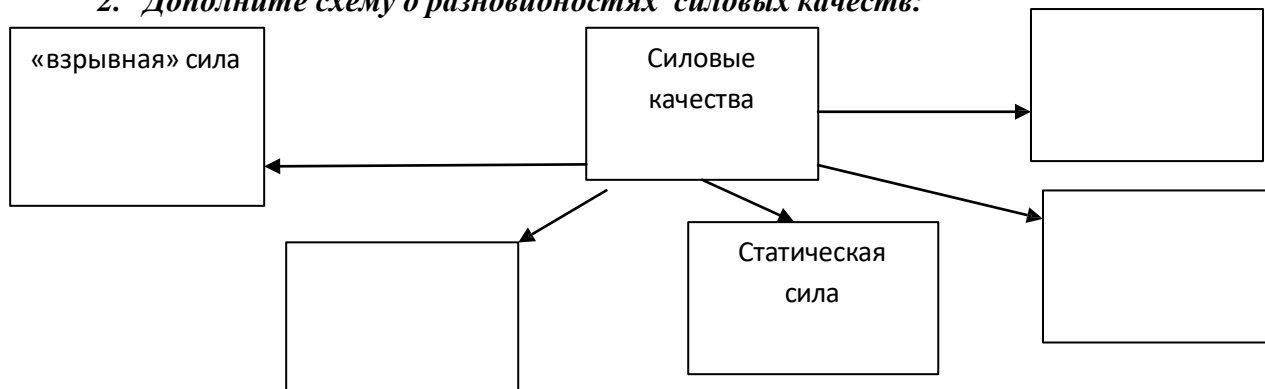 2. Дополните схему о разновидностях силовых качеств:
«взрывная» сила
Силовые
качества
Статическая
сила